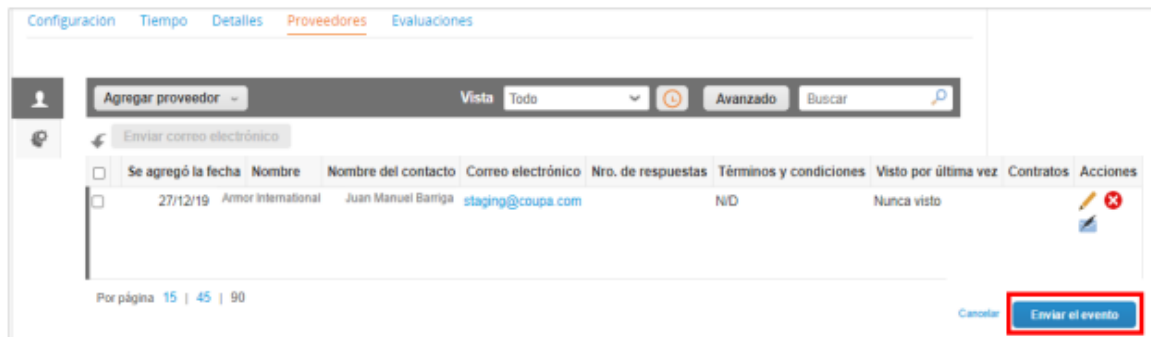 Configuracion Tiempo Detalles Proveedores Evaluaciones
Agregar proveedor Vista Todo Avanzado Buscar
Enviar correo electrónico
Se agregó la fecha Nombre Nombre del contacto Correo electrónico Nro. de respuestas Términos y condiciones Visto por última vez Contratos Acciones
27/12/19 Armor International Juan Manuel Barriga staging@coupa.com N/D Nunca visto
Por página 15 | 45 | 90
Cancelar Enviar el evento